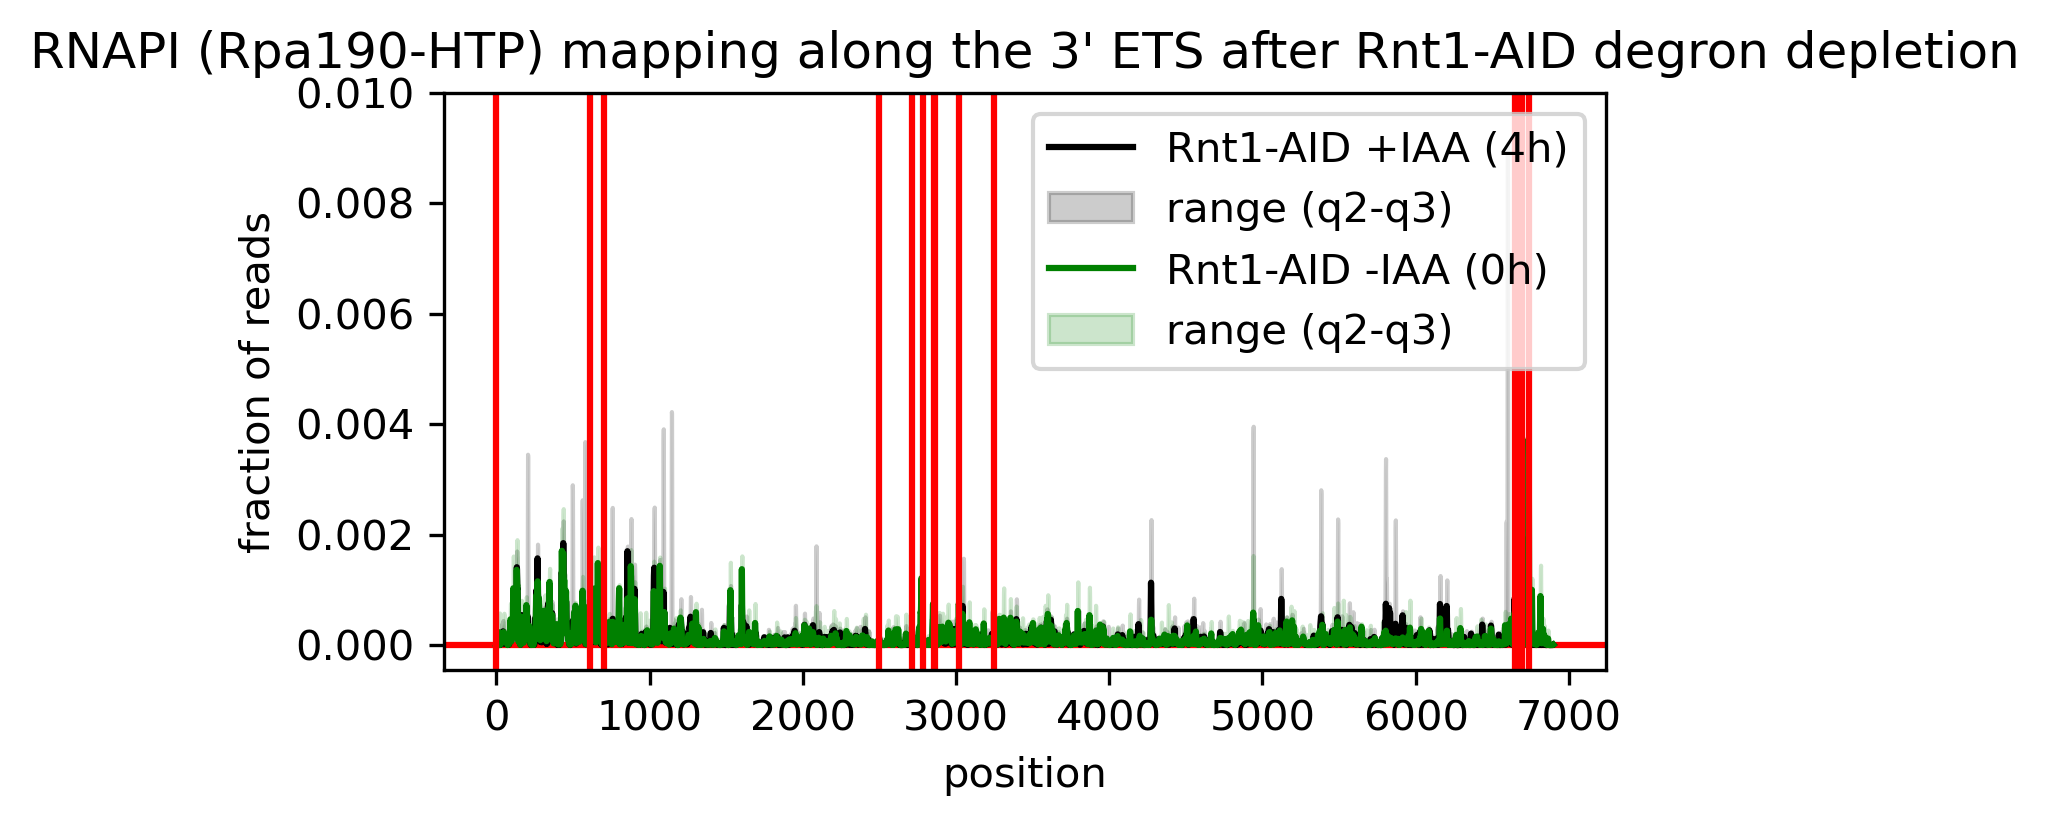 RNAPI (Rpa190-HTP) mapping along the 3' ETS after Rnt1-AID degron depletion
0.010
0.008
0.006
0.004
0.002
0.000
fraction of reads
Rnt1-AID +IAA (4h)
range (q2-q3)
Rnt1-AID -IAA (0h)
range (q2-q3)
0 1000 2000 3000 4000 5000 6000 7000
position